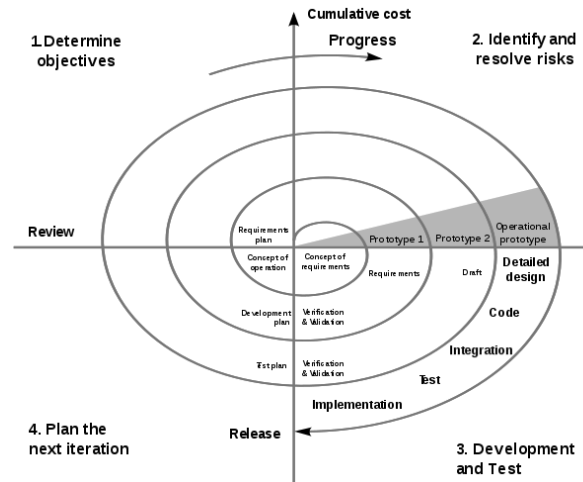 Cumulative cost
1.Determine
objectives
Progress
2. Identify and
resolve risks
Review
Requirements
plan
Prototype 1
Prototype 2
Operational
prototype
Concept of
operation
Concept of
requirements
Requirements
Draft
Detailed
design
Development
plan
Verification
& Validation
Code
Test plan
Verification
& Validation
Integration
Test
Implementation
Release
4. Plan the
next iteration
3. Development
and Test